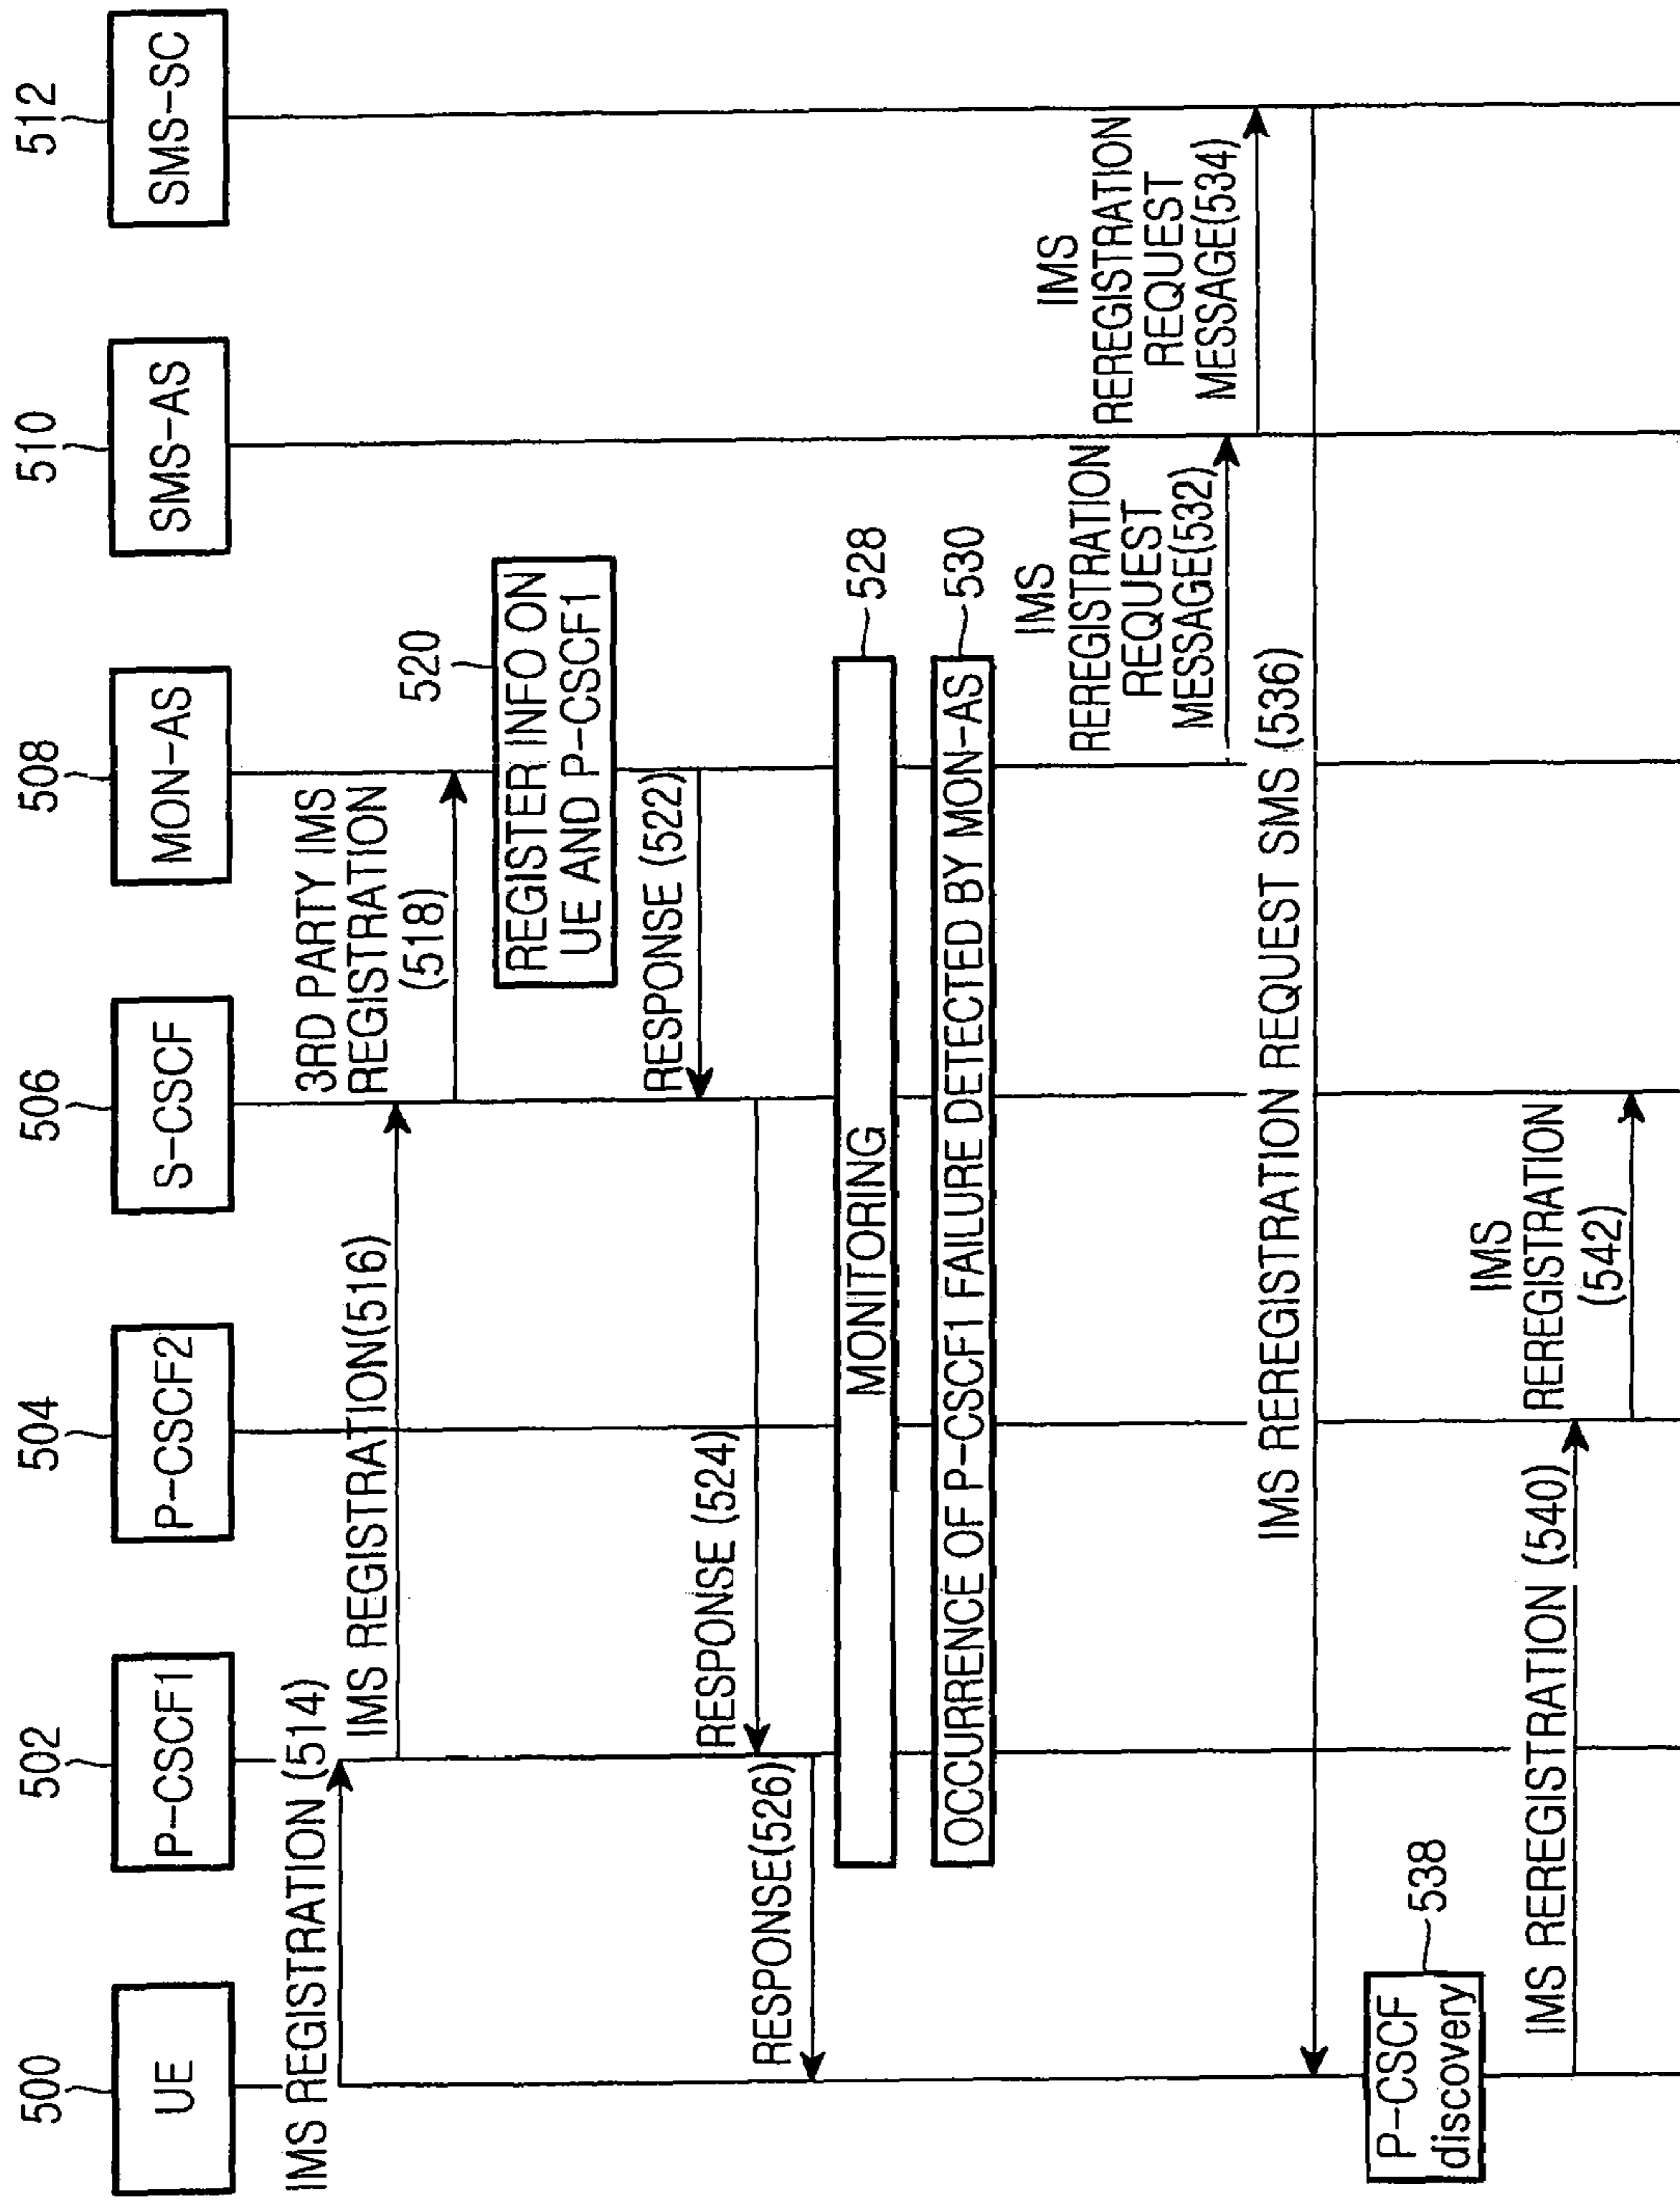 500
502
504
506
508
510
512
UE
P-CSCF1
P-CSCF2
S-CSCF
MON-AS
SMS-AS
SMS-SC
IMS REGISTRATION (514)
IMS REGISTRATION(516)
3RD PARTY IMS
REGISTRATION
(518)
520
REGISTER INFO ON
UE AND P-CSCF1
RESPONSE (522)
RESPONSE (524)
RESPONSE(526)
MONITORING
528
OCCURRENCE OF P-CSCF1 FAILURE DETECTED BY MON-AS
530
IMS
REREGISTRATION
REQUEST
MESSAGE(532)
IMS
REREGISTRATION
REQUEST
MESSAGE(534)
IMS REREGISTRATION REQUEST SMS (536)
P-CSCF
discovery
538
IMS REREGISTRATION (540)
IMS
REREGISTRATION
(542)